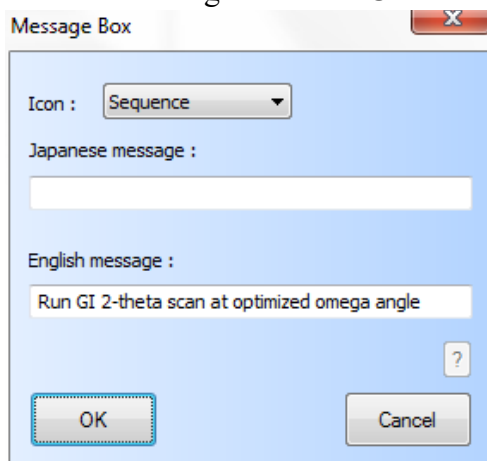 Message Box
X
Icon : Sequence
Japanese message :
English message :
Run GI 2-theta scan at optimized omega angle
?
OK Cancel